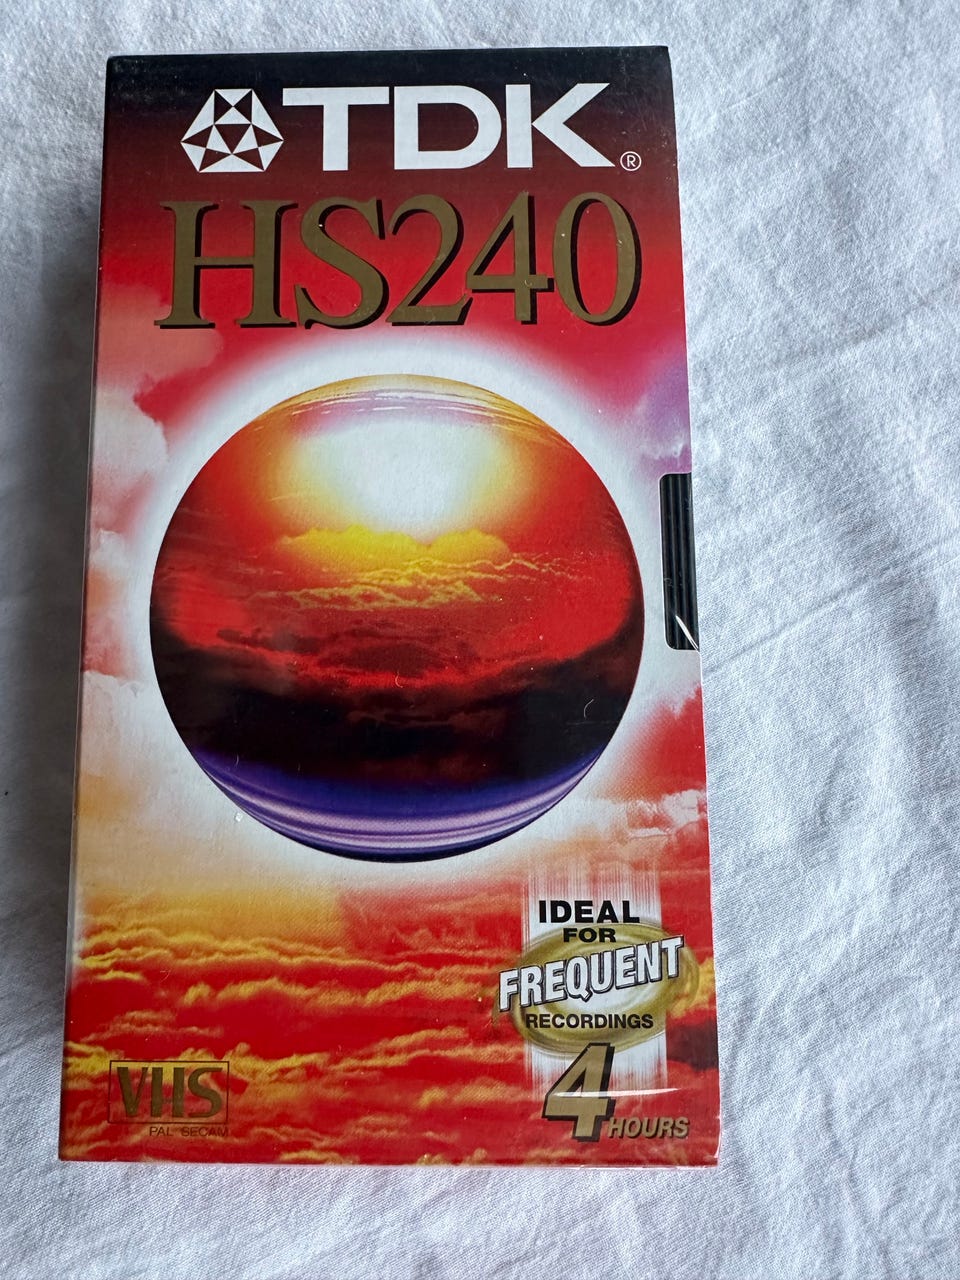 TDK®
HS240
IDEAL
FOR
FREQUENT
RECORDINGS
4 HOURS
VHS
PAL SECAM